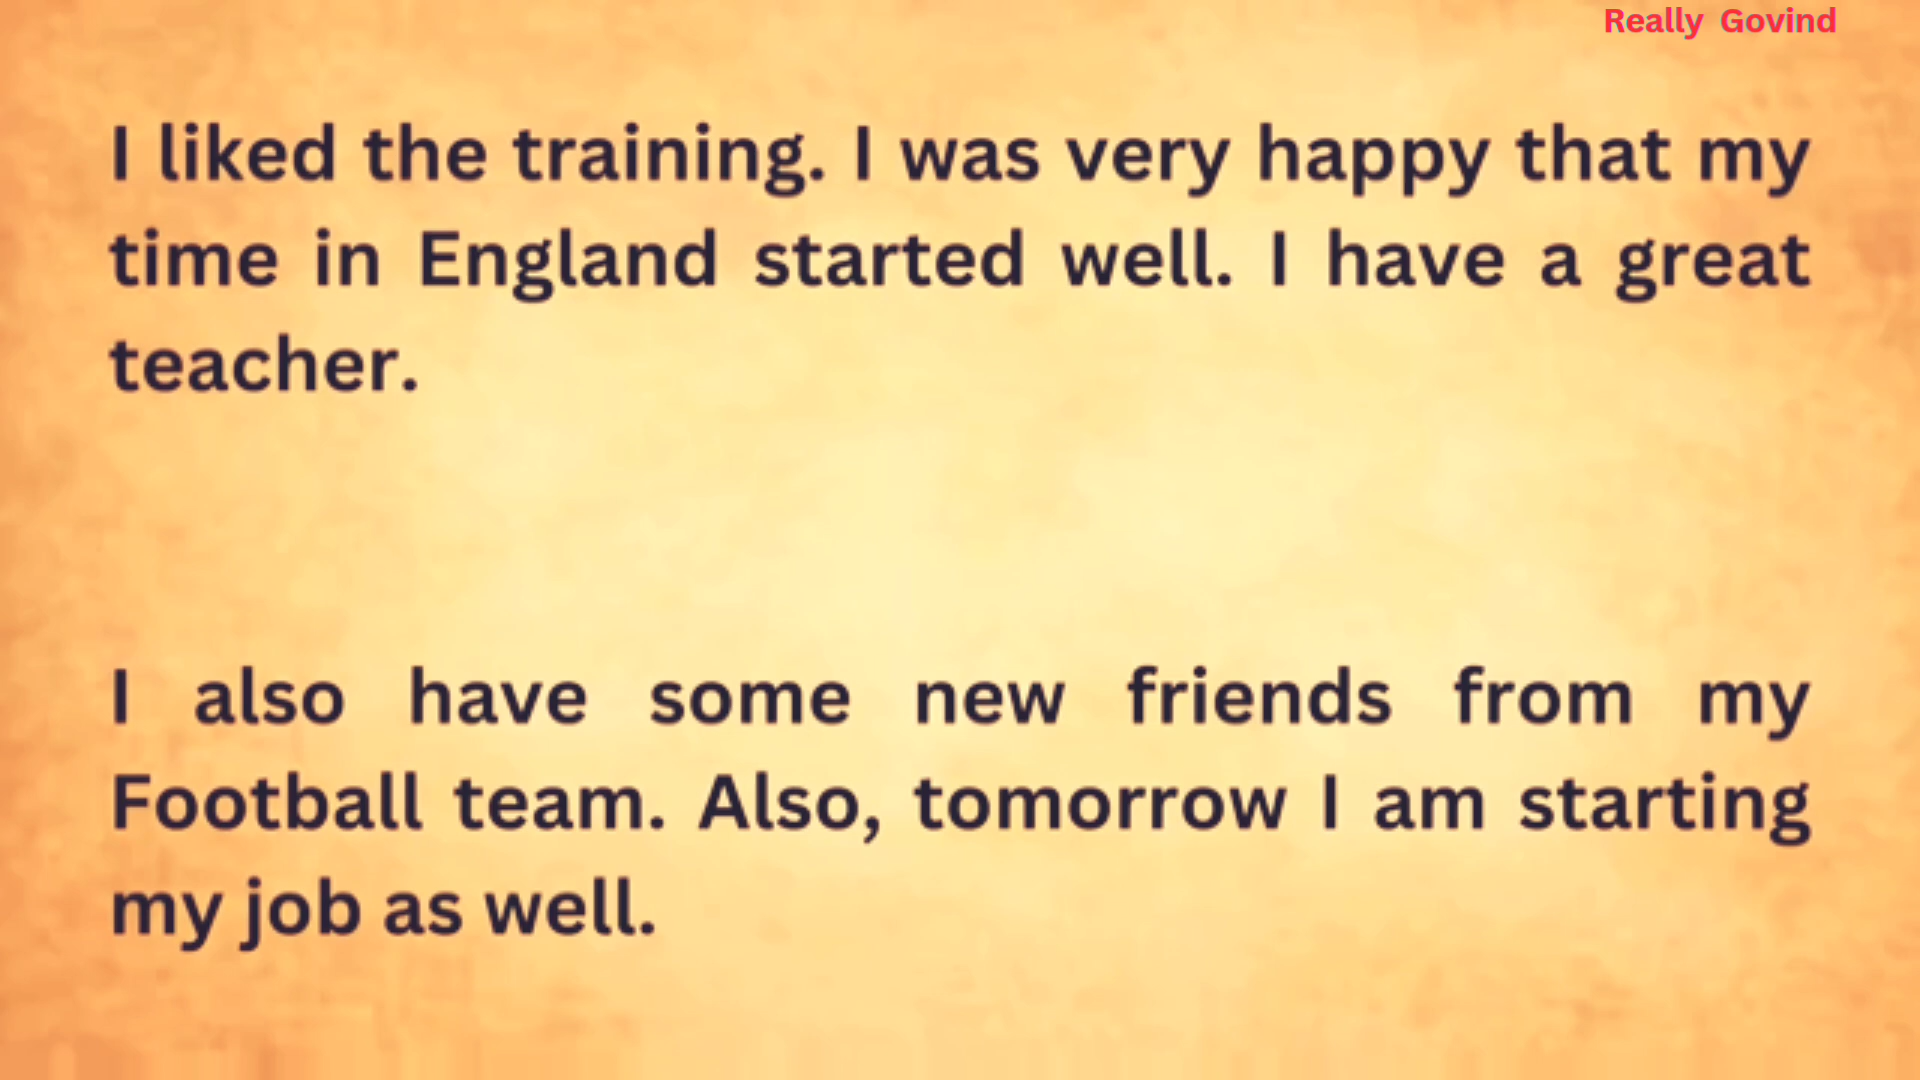 Really Govind
I liked the training. I was very happy that my
time in England started well. I have a great
teacher.
I also have some new friends from my
Football team. Also, tomorrow I am starting
my job as well.